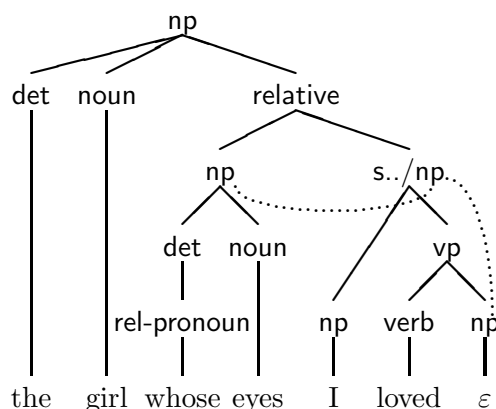 np
det noun relative
np s../np
det noun vp
rel-pronoun np verb np
the girl whose eyes I loved ε